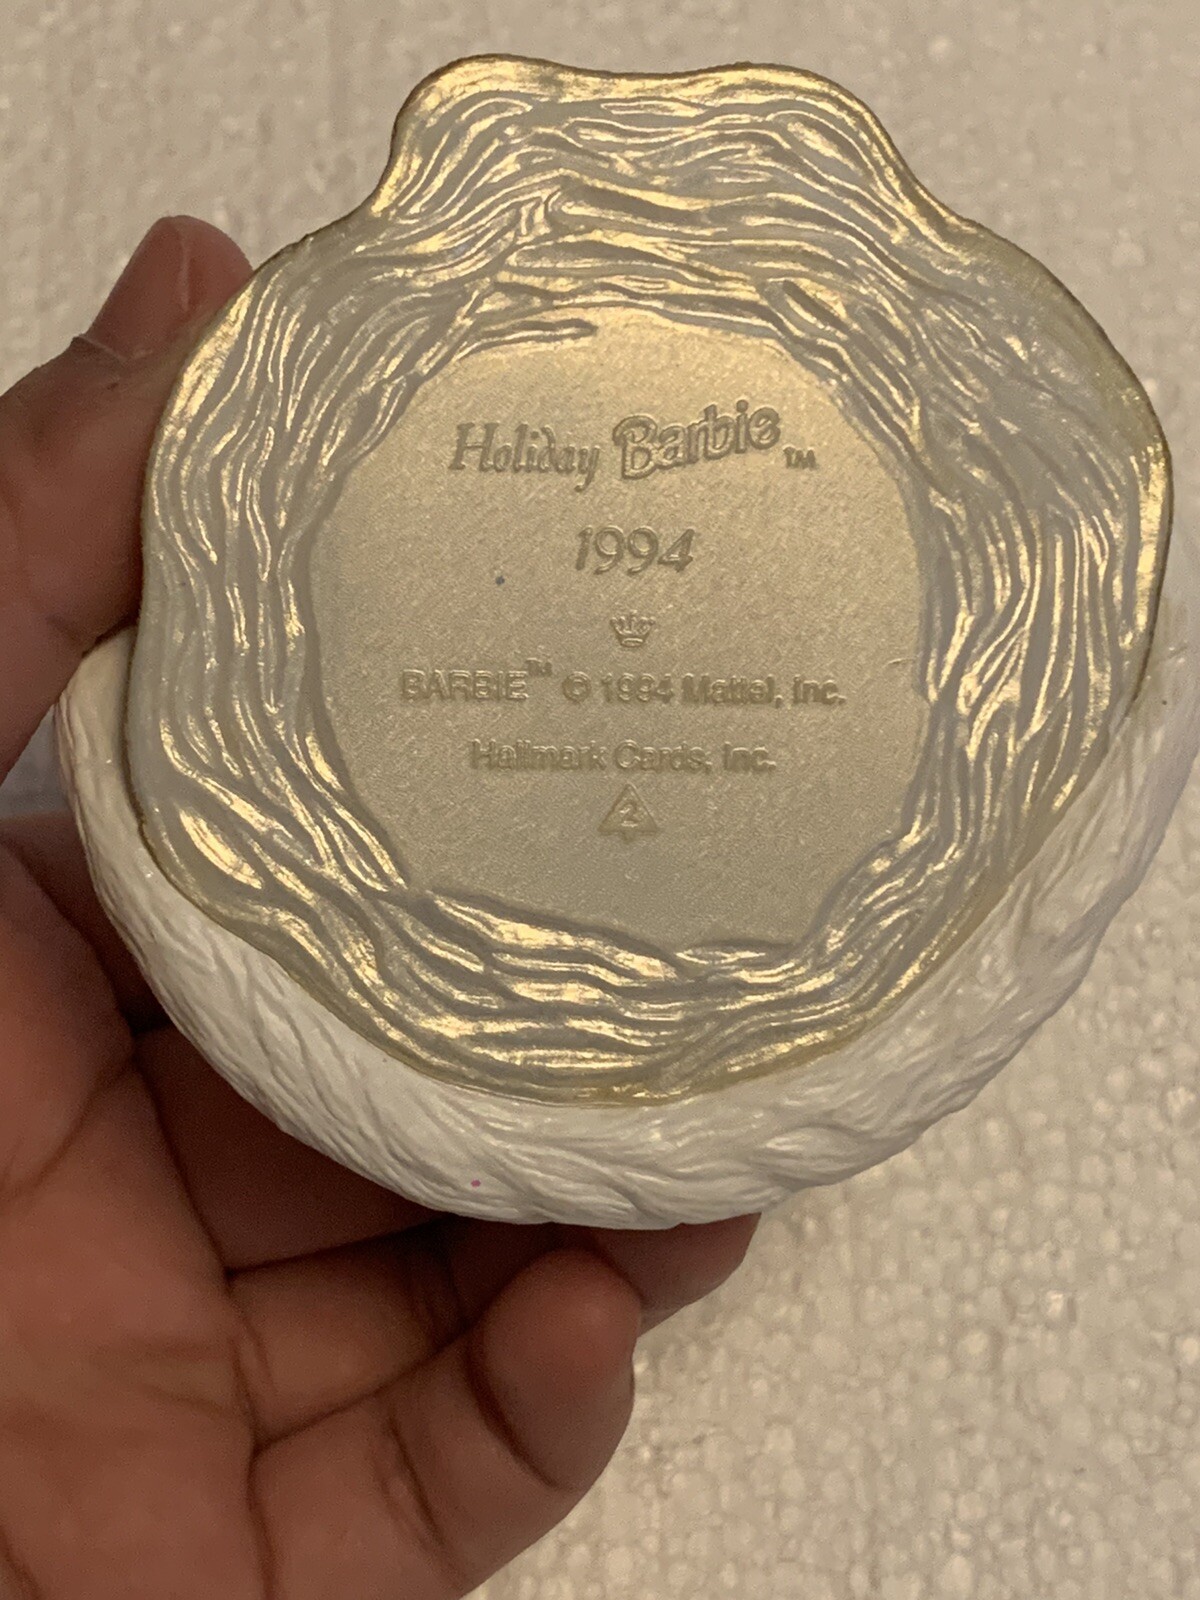 Holiday Barbie™
1994
BARBIE™ © 1994 Mattel, Inc.
Hallmark Cards, Inc.
2